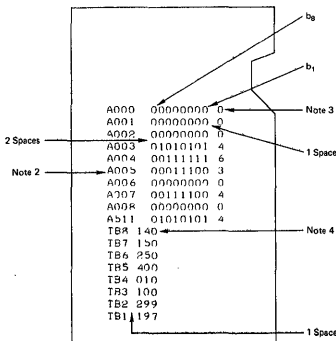 b8
b1
A000 00000000 0 Note 3
A001 00000000 0
A002 00000000 0
2 Spaces
A003 01010101 4
1 Space
A004 00111111 6
Note 2 A005 00111100 3
A006 00000000 0
A007 00111100 4
A008 00000000 0
A511 01010101 4
TB8 140 Note 4
TB7 150
TB6 250
TB5 400
TB4 010
TB3 100
TB2 299
TB1 197
1 Space